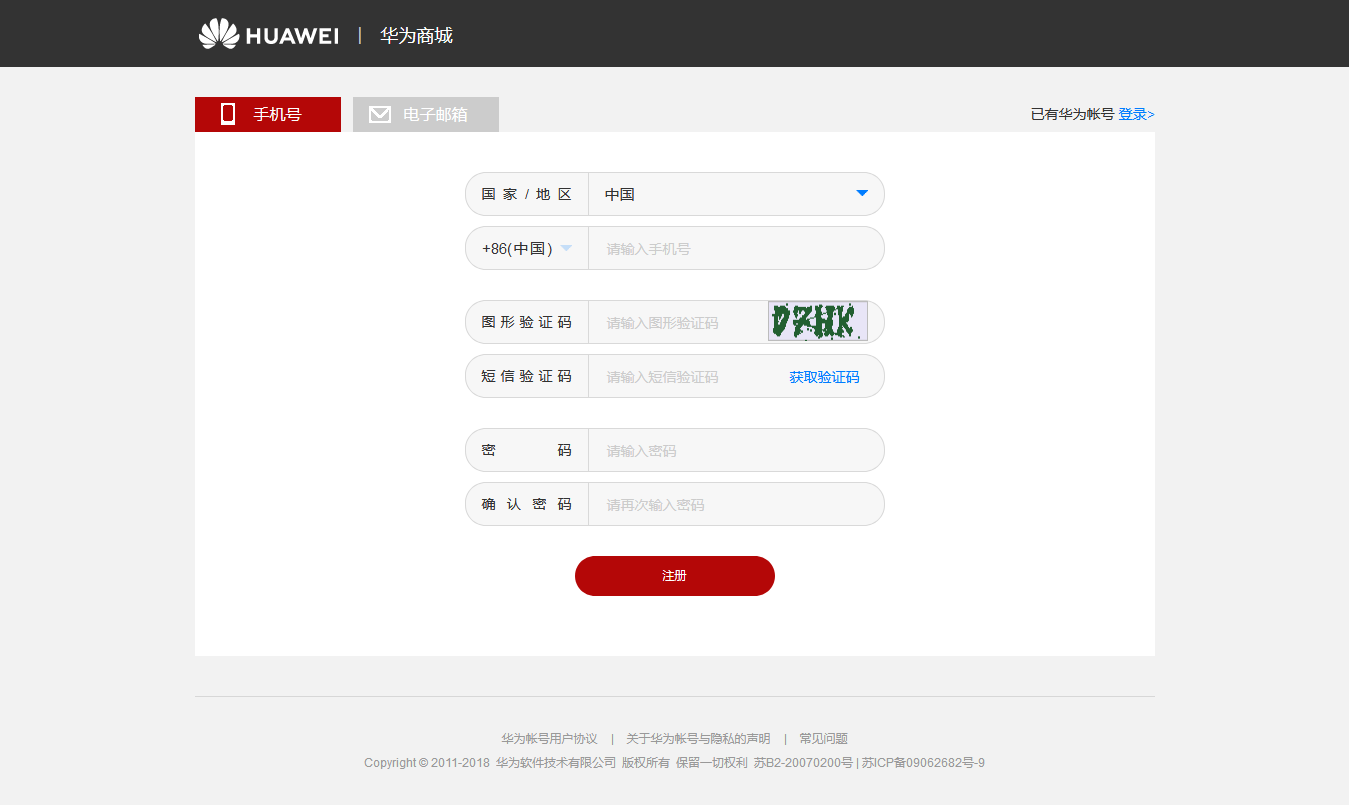 HUAWEI | 华为商城
手机号 电子邮箱 已有华为帐号 登录>
国家/地区 中国
+86(中国) 请输入手机号
图形验证码 请输入图形验证码
短信验证码 请输入短信验证码 获取验证码
密码 请输入密码
确认密码 请再次输入密码
注册
华为帐号用户协议 | 关于华为帐号与隐私的声明 | 常见问题
Copyright © 2011-2018 华为软件技术有限公司 版权所有 保留一切权利 苏B2-20070200号 | 苏ICP备09062682号-9